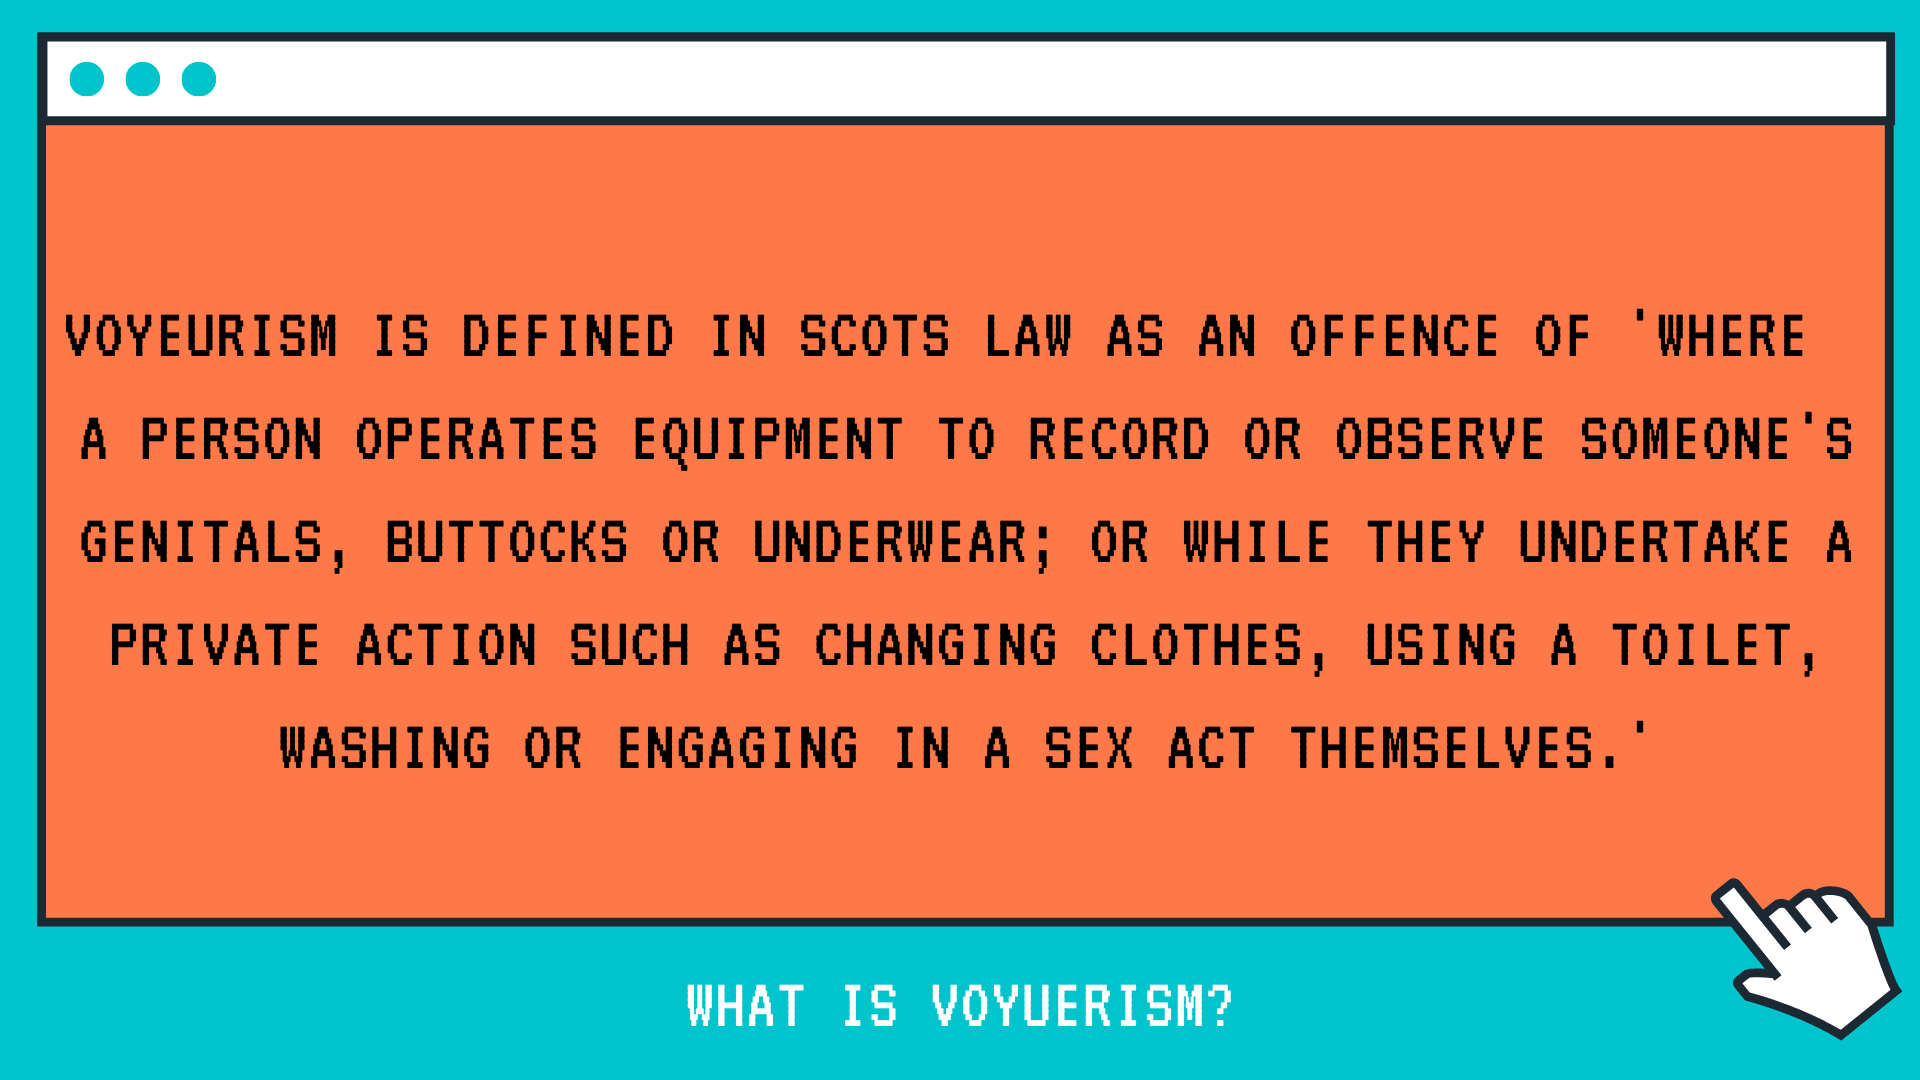 VOYEURISM IS DEFINED IN SCOTS LAW AS AN OFFENCE OF 'WHERE
A PERSON OPERATES EQUIPMENT TO RECORD OR OBSERVE SOMEONE'S
GENITALS, BUTTOCKS OR UNDERWEAR; OR WHILE THEY UNDERTAKE A
PRIVATE ACTION SUCH AS CHANGING CLOTHES, USING A TOILET,
WASHING OR ENGAGING IN A SEX ACT THEMSELVES.'
WHAT IS VOYUERISM?